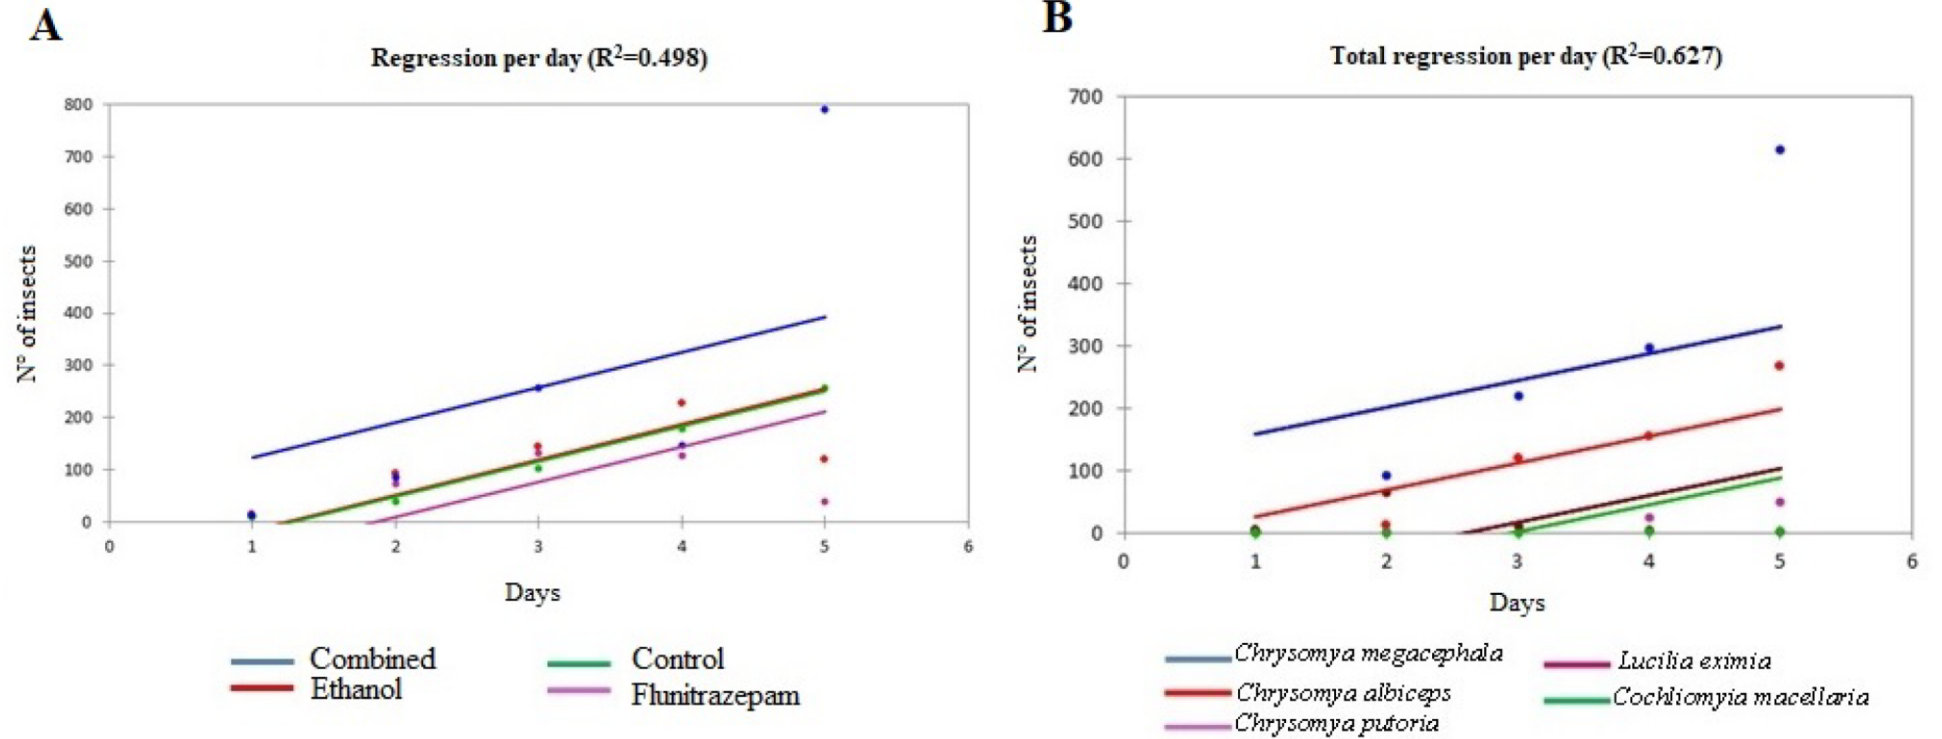 A
Regression per day (R²=0.498)
800
700
600
500
400
300
200
100
0
N° of insects
0 1 2 3 4 5 6
Days
Combined
Ethanol
Control
Flunitrazepam
B
Total regression per day (R²=0.627)
700
600
500
400
300
200
100
0
N° of insects
0 1 2 3 4 5 6
Days
Chrysomya megacephala
Chrysomya albiceps
Chrysomya putoria
Lucilia eximia
Cochliomyia macellaria